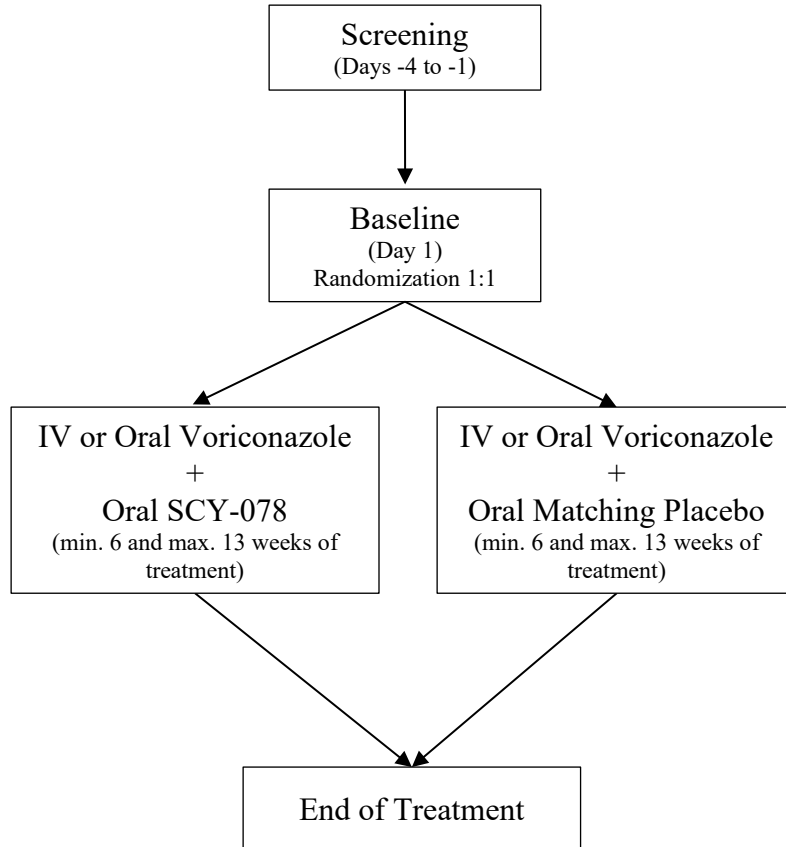 Screening
(Days -4 to -1)
Baseline
(Day 1)
Randomization 1:1
IV or Oral Voriconazole
+
Oral SCY-078
(min. 6 and max. 13 weeks of
treatment)
IV or Oral Voriconazole
+
Oral Matching Placebo
(min. 6 and max. 13 weeks of
treatment)
End of Treatment